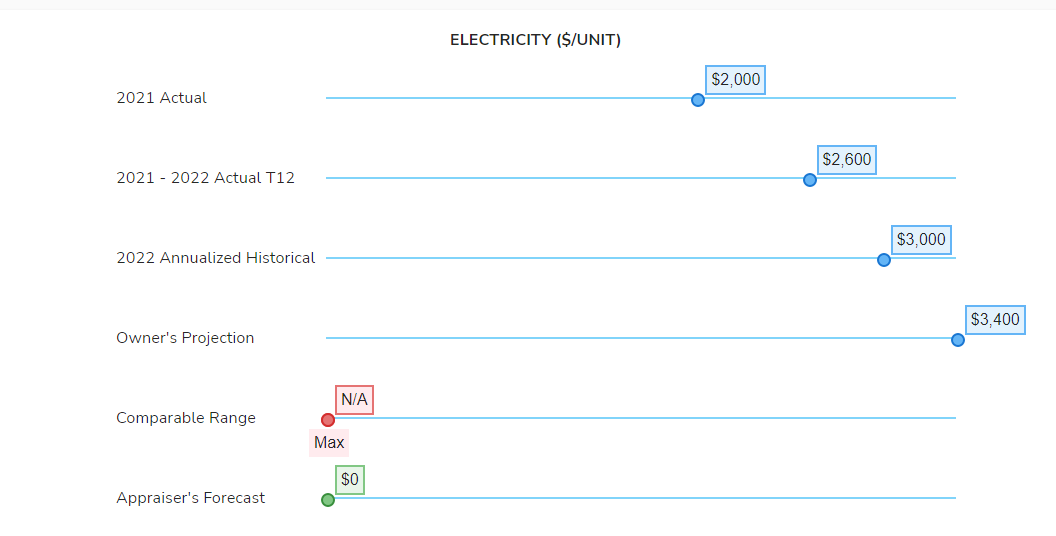 ELECTRICITY ($/UNIT)
2021 Actual
$2,000
2021 - 2022 Actual T12
$2,600
2022 Annualized Historical
$3,000
Owner's Projection
$3,400
Comparable Range
N/A
Max
Appraiser's Forecast
$0